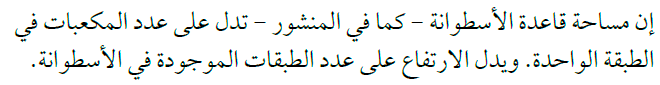 إن مساحة قاعدة الأسطوانة – كما في المنشور – تدل على عدد المكعبات في
الطبقة الواحدة. ويدل الارتفاع على عدد الطبقات الموجودة في الأسطوانة.